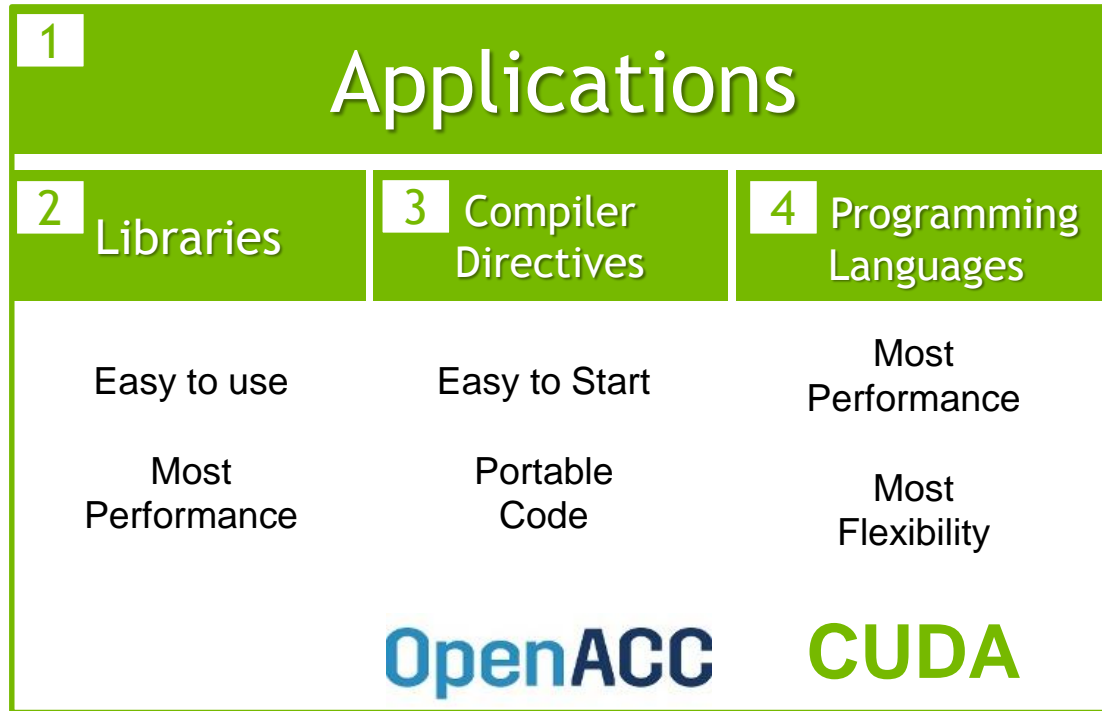 1
Applications
2
Libraries
3 Compiler
Directives
4 Programming
Languages
Easy to use
Most
Performance
Easy to Start
Portable
Code
Most
Performance
Most
Flexibility
OpenACC
CUDA